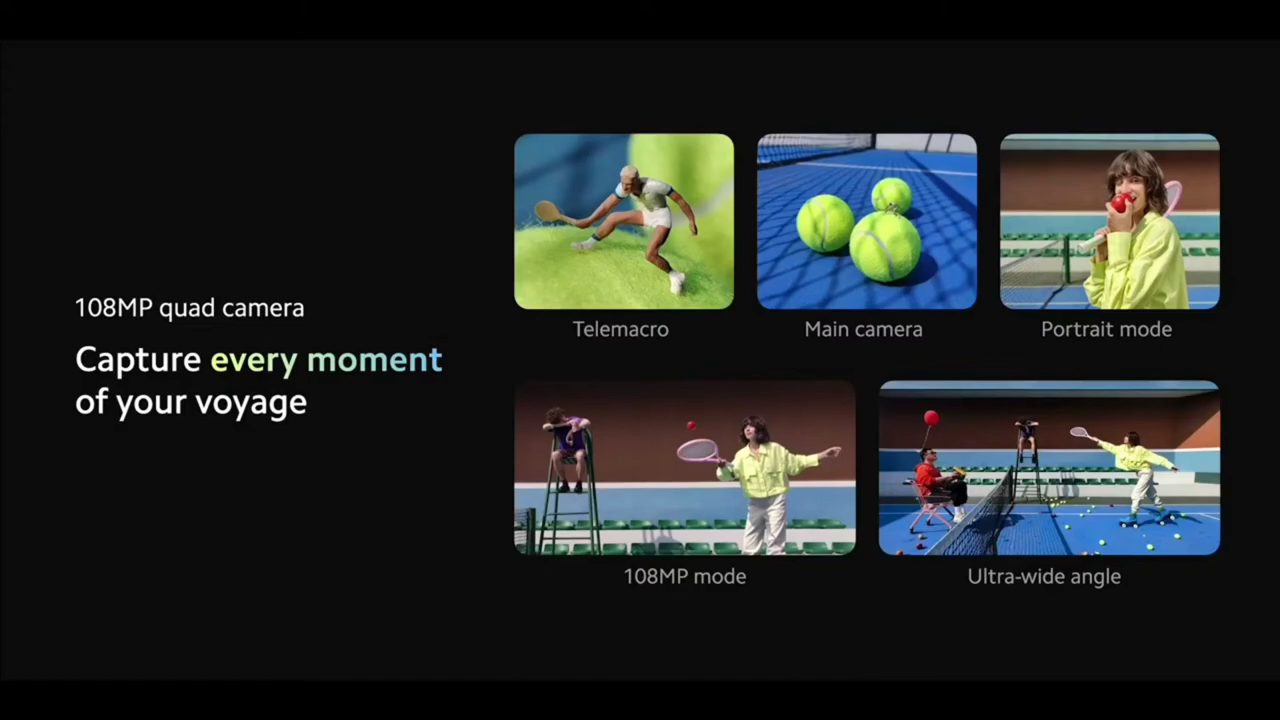 108MP quad camera
Capture every moment
of your voyage
Telemacro
Main camera
Portrait mode
108MP mode
Ultra-wide angle